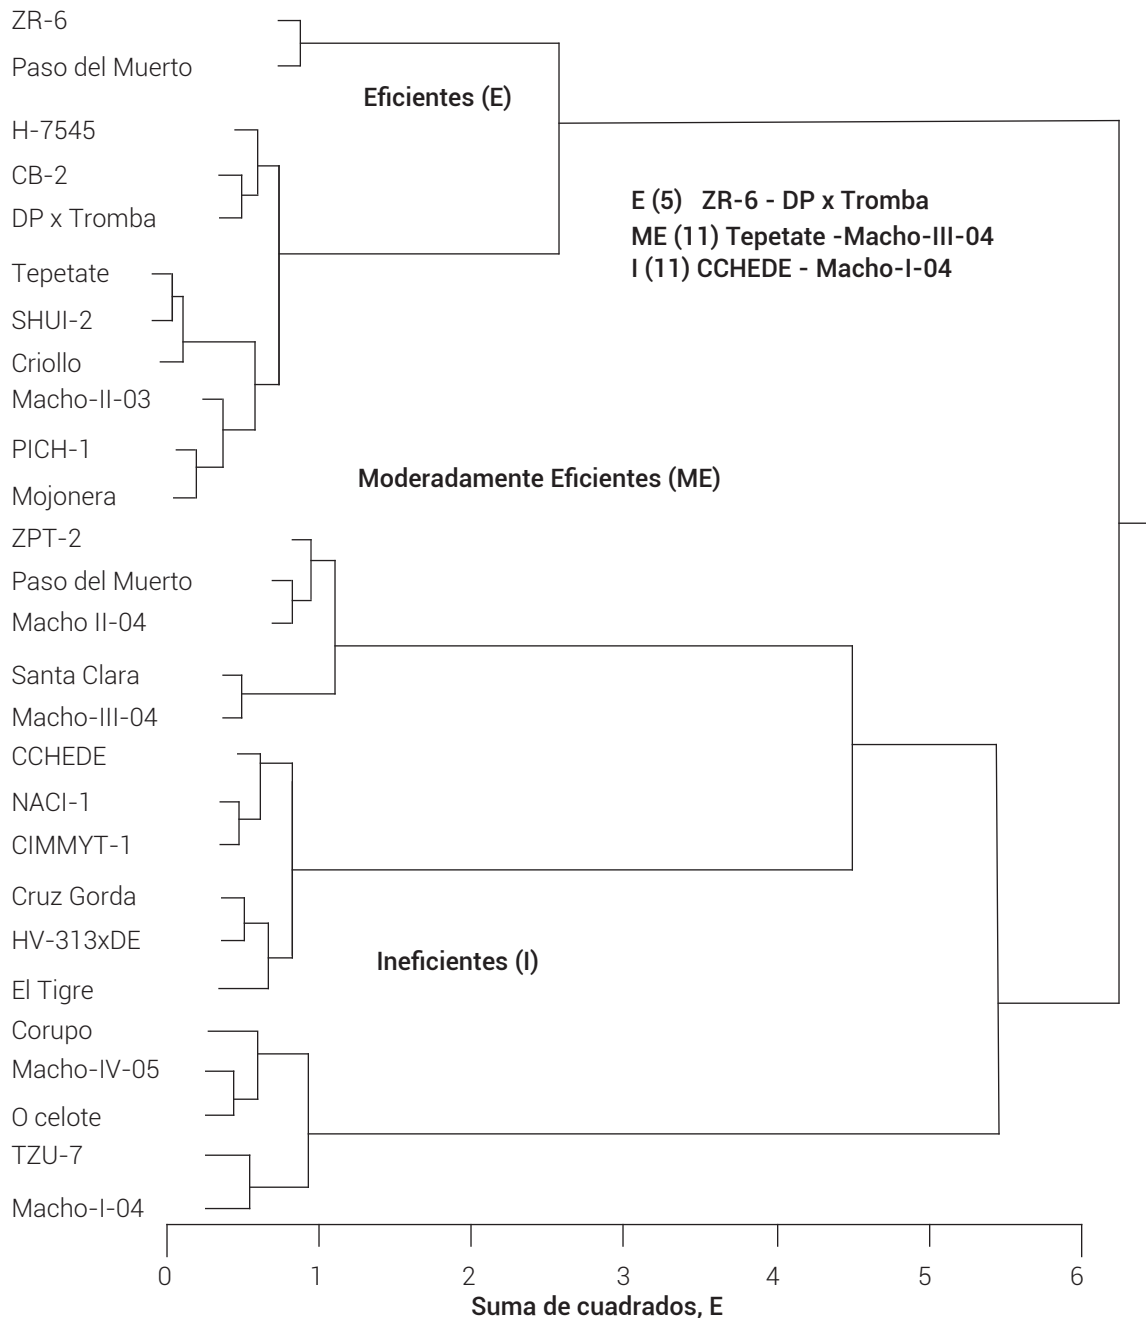 ZR-6
Paso del Muerto
Eficientes (E)
H-7545
CB-2
DP x Tromba
E (5) ZR-6 - DP x Tromba
ME (11) Tepetate -Macho-III-04
I (11) CCHEDE - Macho-I-04
Tepetate
SHUI-2
Criollo
Macho-II-03
PICH-1
Mojonera
Moderadamente Eficientes (ME)
ZPT-2
Paso del Muerto
Macho II-04
Santa Clara
Macho-III-04
CCHEDE
NACI-1
CIMMYT-1
Cruz Gorda
HV-313xDE
Ineficientes (I)
El Tigre
Corupo
Macho-IV-05
O celote
TZU-7
Macho-I-04
0 1 2 3 4 5 6
Suma de cuadrados, E